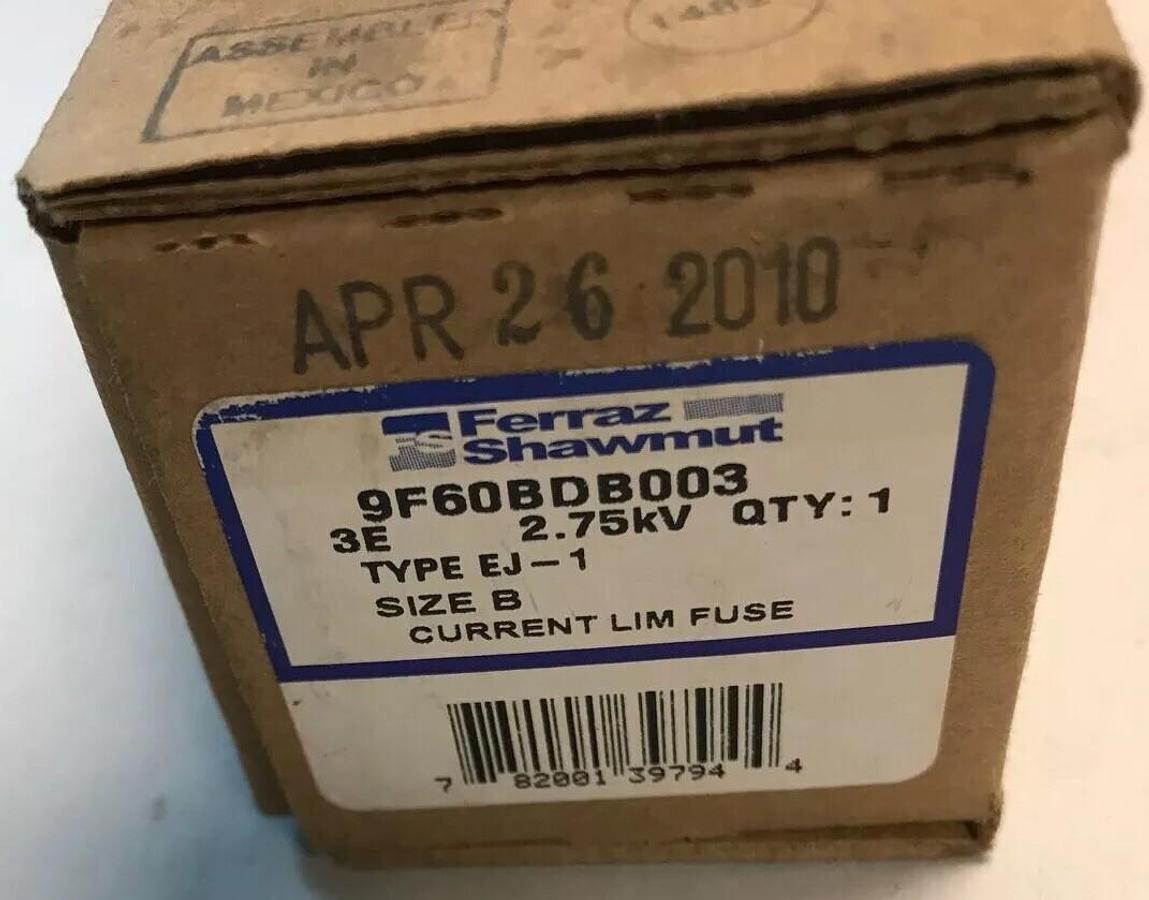 ASSEMBLED
IN
MEXICO
APR 26 2010
FS Ferraz
Shawmut
9F60BDB003
3E 2.75kV QTY: 1
TYPE EJ-1
SIZE B
CURRENT LIM FUSE
7 82001 39794 4